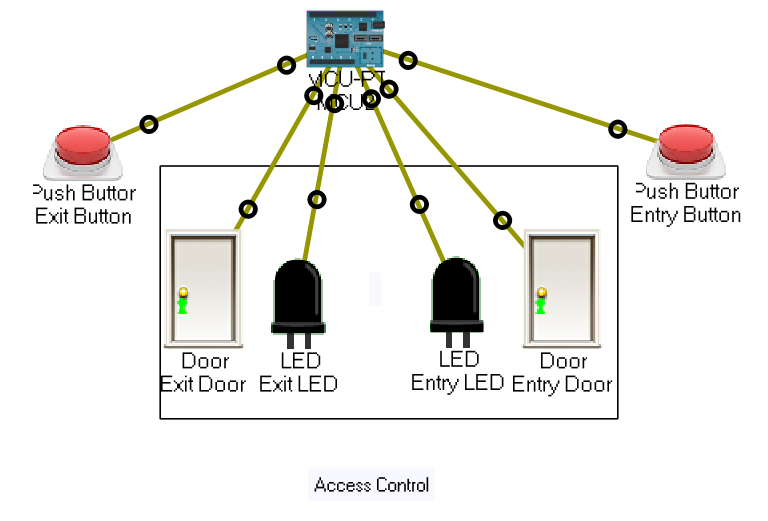 MCU-PT
MCU2
Push Button
Exit Button
Push Button
Entry Button
Door
Exit Door
LED
Exit LED
LED
Entry LED
Door
Entry Door
Access Control